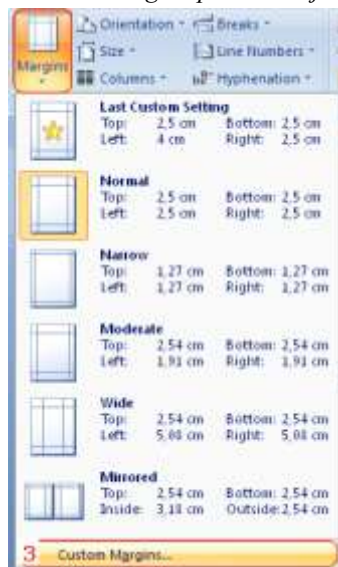 Orientation Breaks
Size Line Numbers
Margins
Columns Hyphenation
Last Custom Setting
Top: 2,5 cm Bottom: 2,5 cm
Left: 4 cm Right: 2,5 cm
Normal
Top: 2,5 cm Bottom: 2,5 cm
Left: 2,5 cm Right: 2,5 cm
Narrow
Top: 1,27 cm Bottom: 1,27 cm
Left: 1,27 cm Right: 1,27 cm
Moderate
Top: 2,54 cm Bottom: 2,54 cm
Left: 1,91 cm Right: 1,91 cm
Wide
Top: 2,54 cm Bottom: 2,54 cm
Left: 5,08 cm Right: 5,08 cm
Mirrored
Top: 2,54 cm Bottom: 2,54 cm
Inside: 3,18 cm Outside: 2,54 cm
3 Custom Margins...